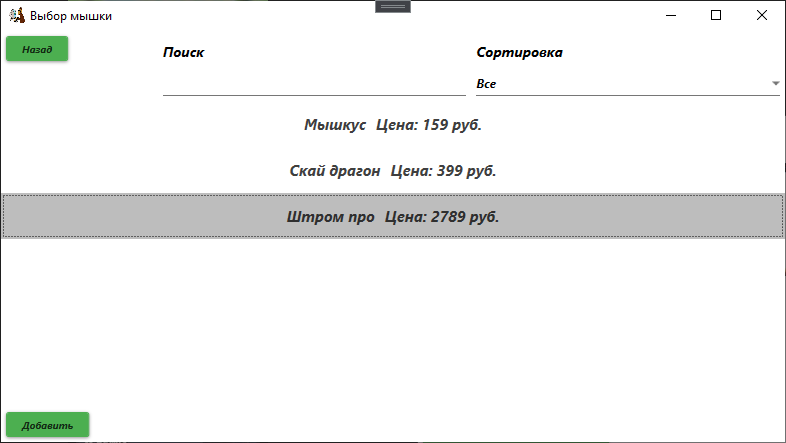 Выбор мышки
Назад
Поиск
Сортировка
Все
Мышкус Цена: 159 руб.
Скай драгон Цена: 399 руб.
Штром про Цена: 2789 руб.
Добавить